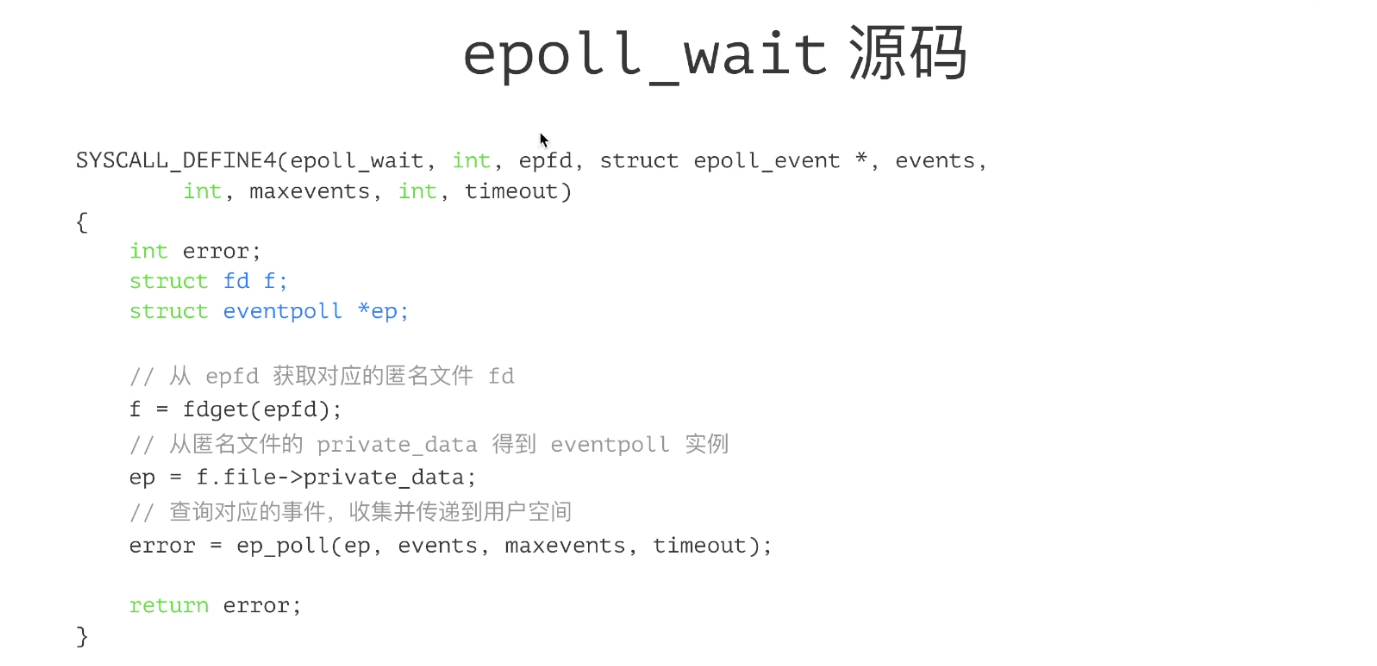 epoll_wait 源码
SYSCALL_DEFINE4(epoll_wait, int, epfd, struct epoll_event *, events,
int, maxevents, int, timeout)
{
int error;
struct fd f;
struct eventpoll *ep;
// 从 epfd 获取对应的匿名文件 fd
f = fdget(epfd);
// 从匿名文件的 private_data 得到 eventpoll 实例
ep = f.file->private_data;
// 查询对应的事件，收集并传递到用户空间
error = ep_poll(ep, events, maxevents, timeout);
return error;
}